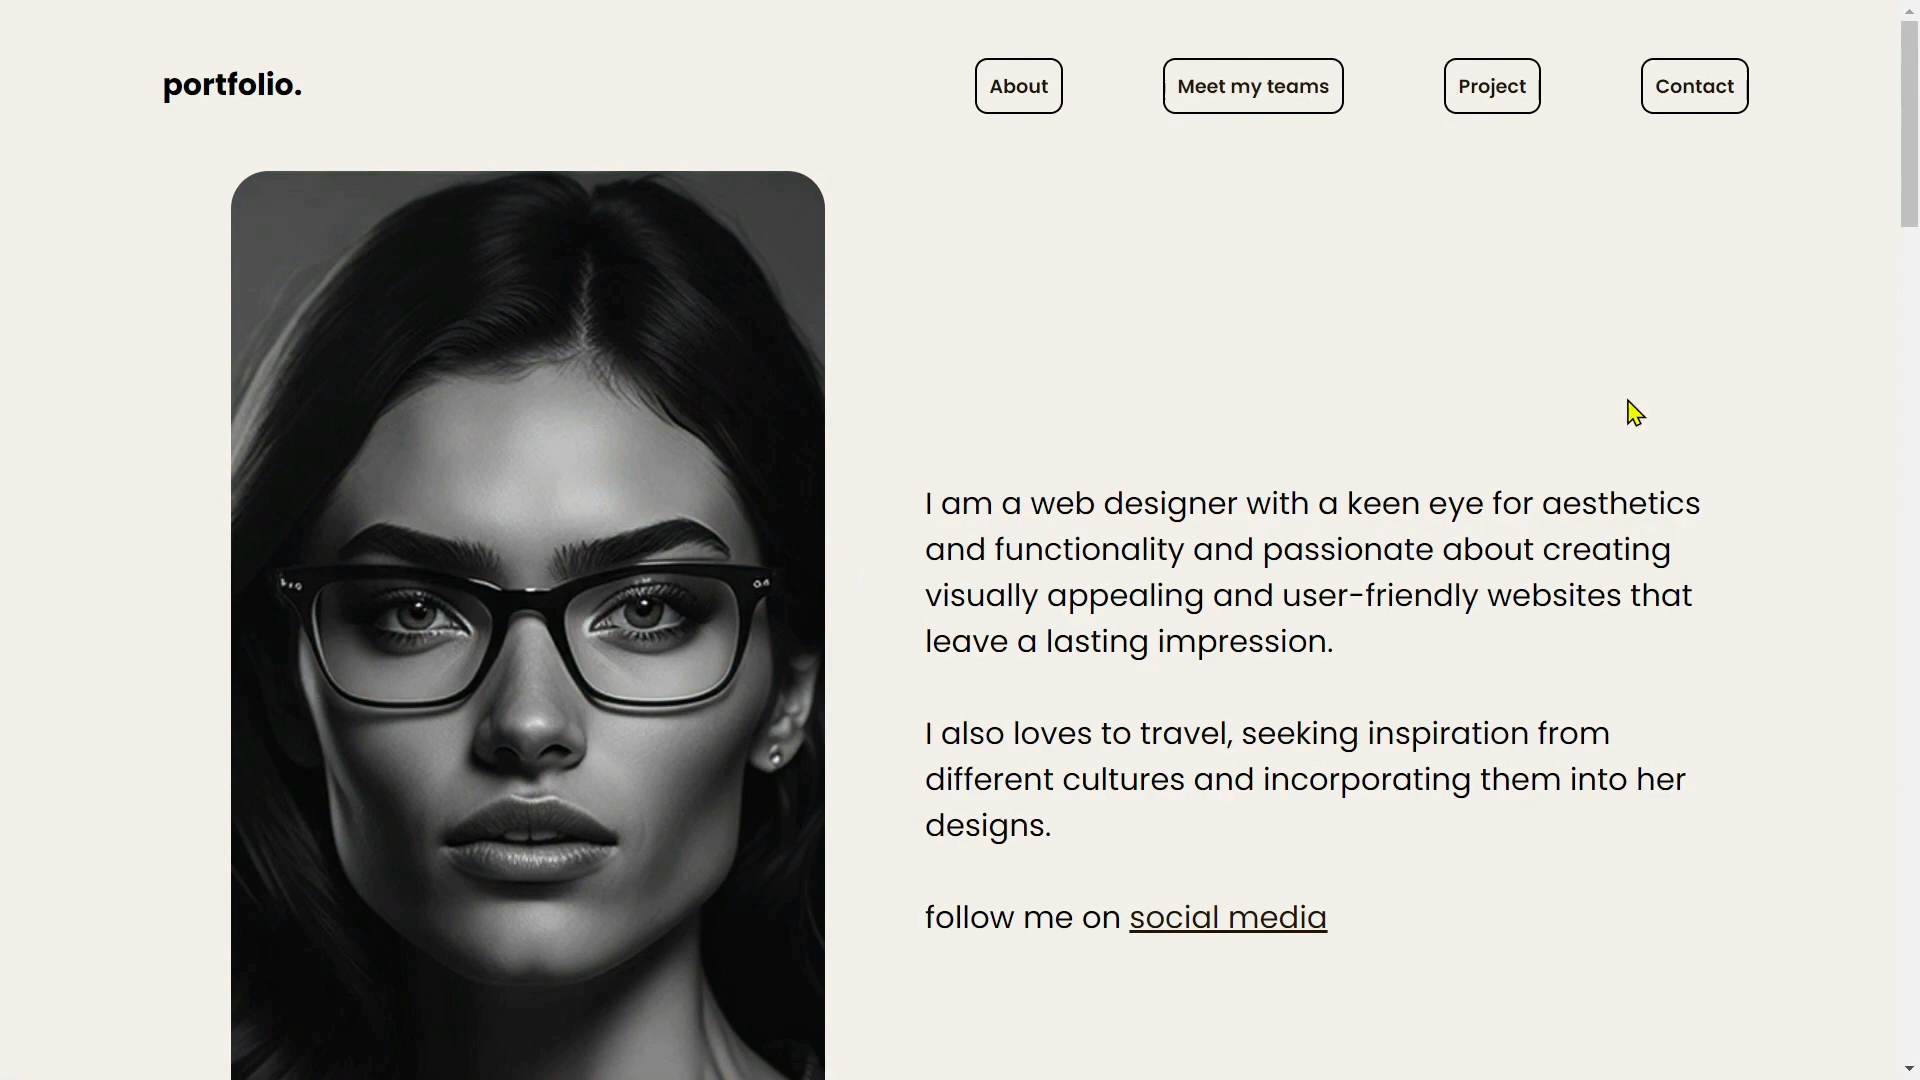 portfolio.
About
Meet my teams
Project
Contact
I am a web designer with a keen eye for aesthetics
and functionality and passionate about creating
visually appealing and user-friendly websites that
leave a lasting impression.
I also loves to travel, seeking inspiration from
different cultures and incorporating them into her
designs.
follow me on social media